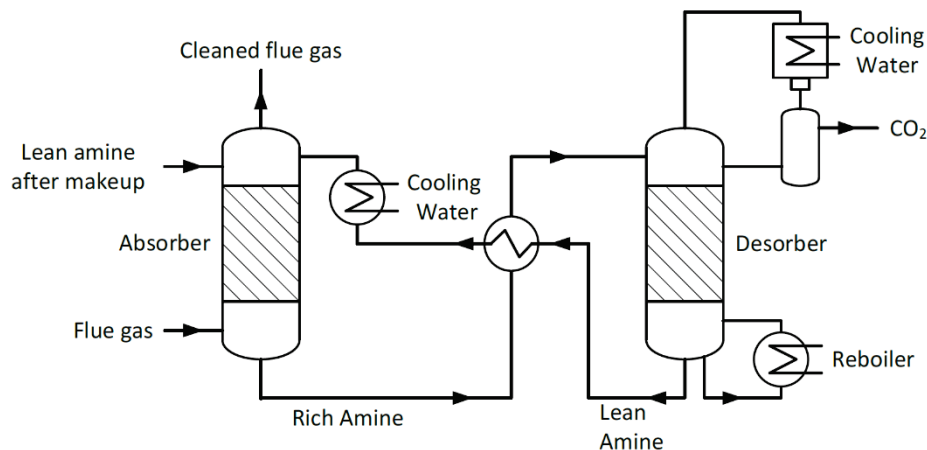 Cleaned flue gas
Cooling
Water
CO₂
Lean amine
after makeup
Cooling
Water
Absorber
Desorber
Flue gas
Reboiler
Rich Amine
Lean
Amine